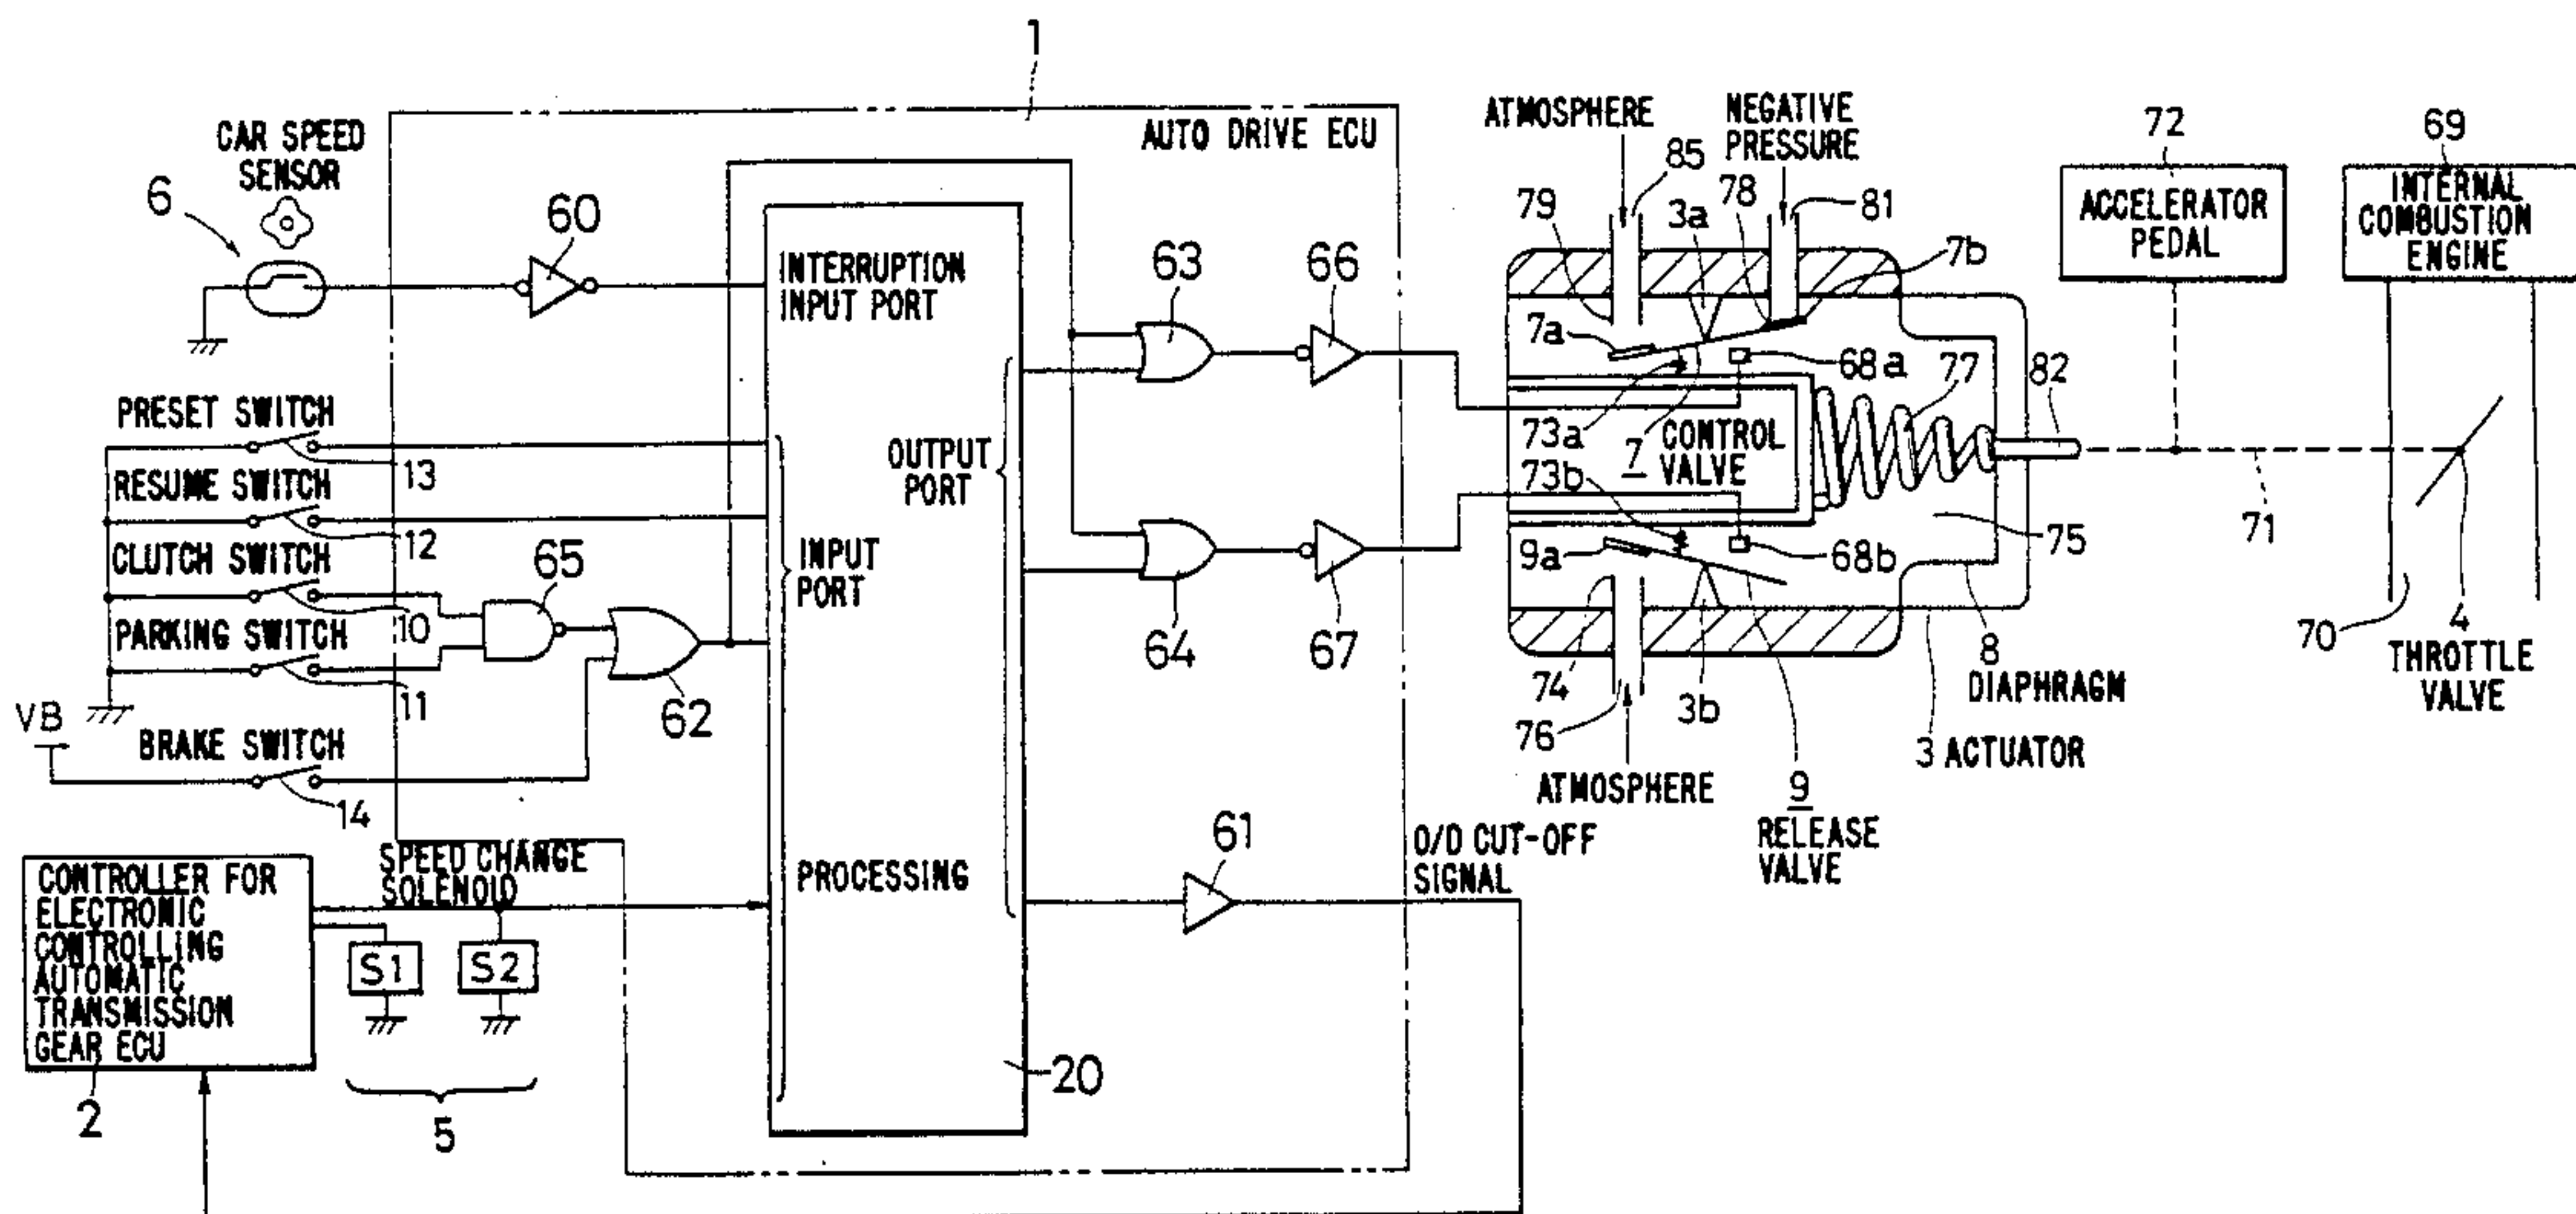 1
CAR SPEED
SENSOR
6
60
AUTO DRIVE ECU
INTERRUPTION
INPUT PORT
PRESET SWITCH
13
RESUME SWITCH
12
CLUTCH SWITCH
10
PARKING SWITCH
11
VB
BRAKE SWITCH
14
65
62
INPUT
PORT
OUTPUT
PORT
PROCESSING
20
63
66
64
67
61
SPEED CHANGE
SOLENOID
CONTROLLER FOR
ELECTRONIC
CONTROLLING
AUTOMATIC
TRANSMISSION
GEAR ECU
2
S1
S2
5
O/D CUT-OFF
SIGNAL
ATMOSPHERE
NEGATIVE
PRESSURE
85
79
3a
78
81
7b
7a
68a
77
82
73a
7 CONTROL
VALVE
73b
9a
68b
75
74
76
3b
8
DIAPHRAGM
3 ACTUATOR
ATMOSPHERE
9
RELEASE
VALVE
72
ACCELERATOR
PEDAL
69
INTERNAL
COMBUSTION
ENGINE
71
70
4
THROTTLE
VALVE